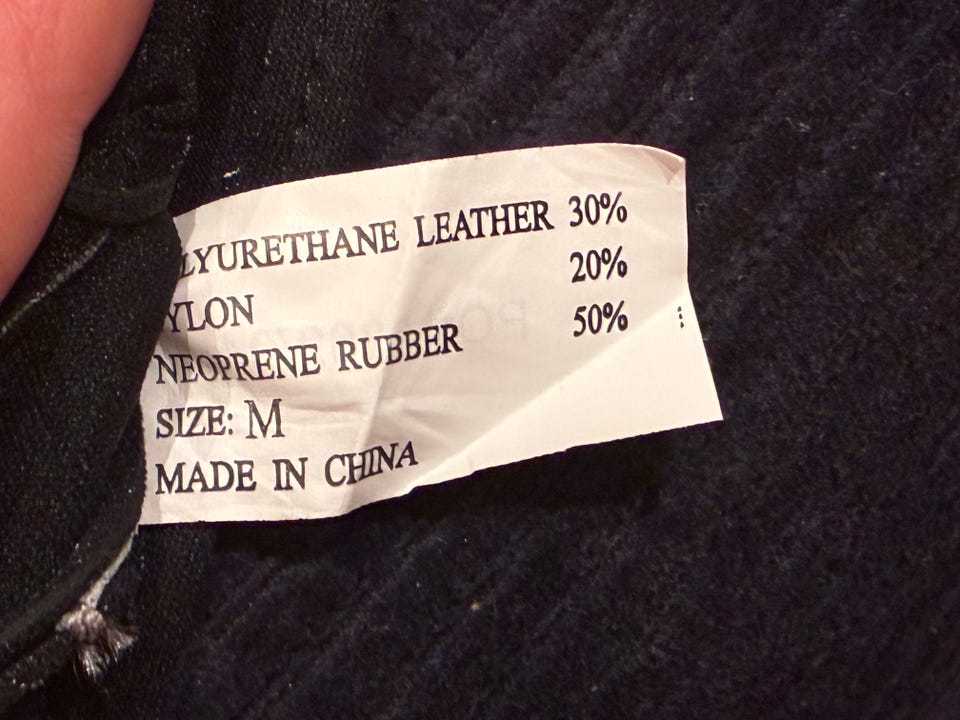 LYURETHANE LEATHER 30%
YLON 20%
NEOPRENE RUBBER 50%
SIZE: M
MADE IN CHINA